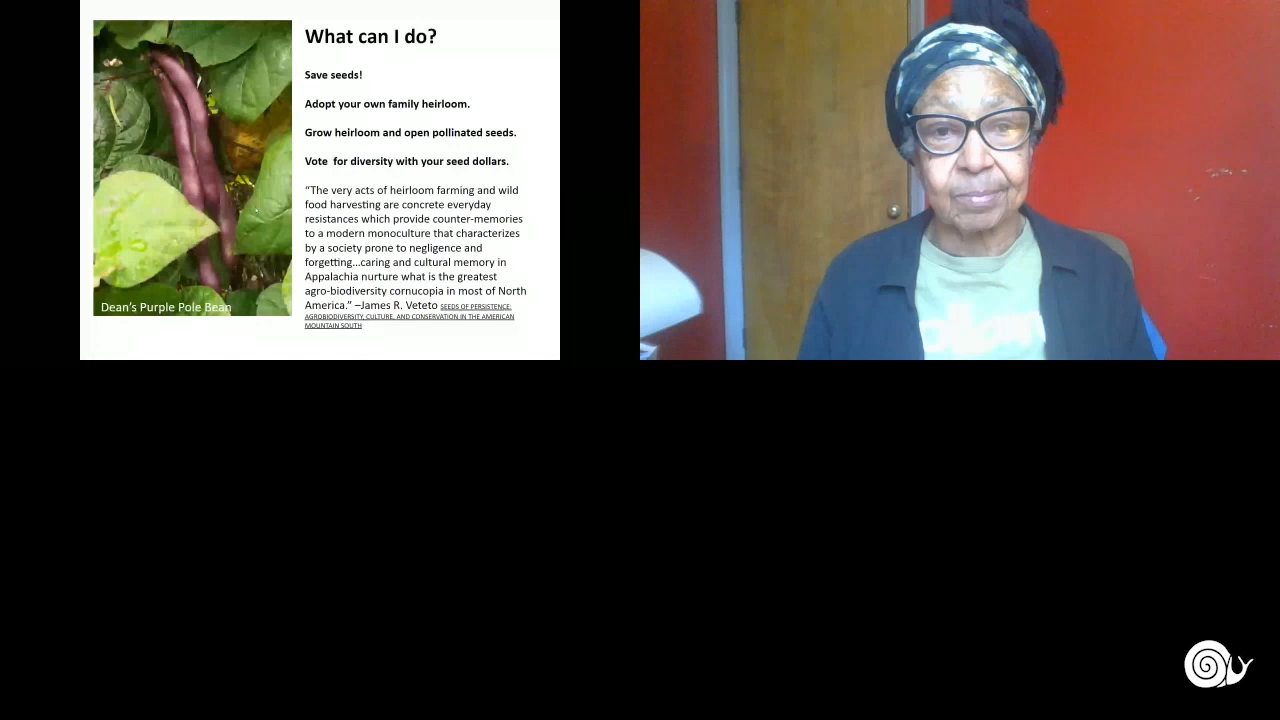 What can I do?
Save seeds!
Adopt your own family heirloom.
Grow heirloom and open pollinated seeds.
Vote  for diversity with your seed dollars.
“The very acts of heirloom farming and wild
food harvesting are concrete everyday
resistances which provide counter-memories
to a modern monoculture that characterizes
by a society prone to negligence and
forgetting…caring and cultural memory in
Appalachia nurture what is the greatest
agro-biodiversity cornucopia in most of North
America.” –James R. Veteto SEEDS OF PERSISTENCE:
AGROBIODIVERSITY, CULTURE, AND CONSERVATION IN THE AMERICAN
MOUNTAIN SOUTH
Dean’s Purple Pole Bean